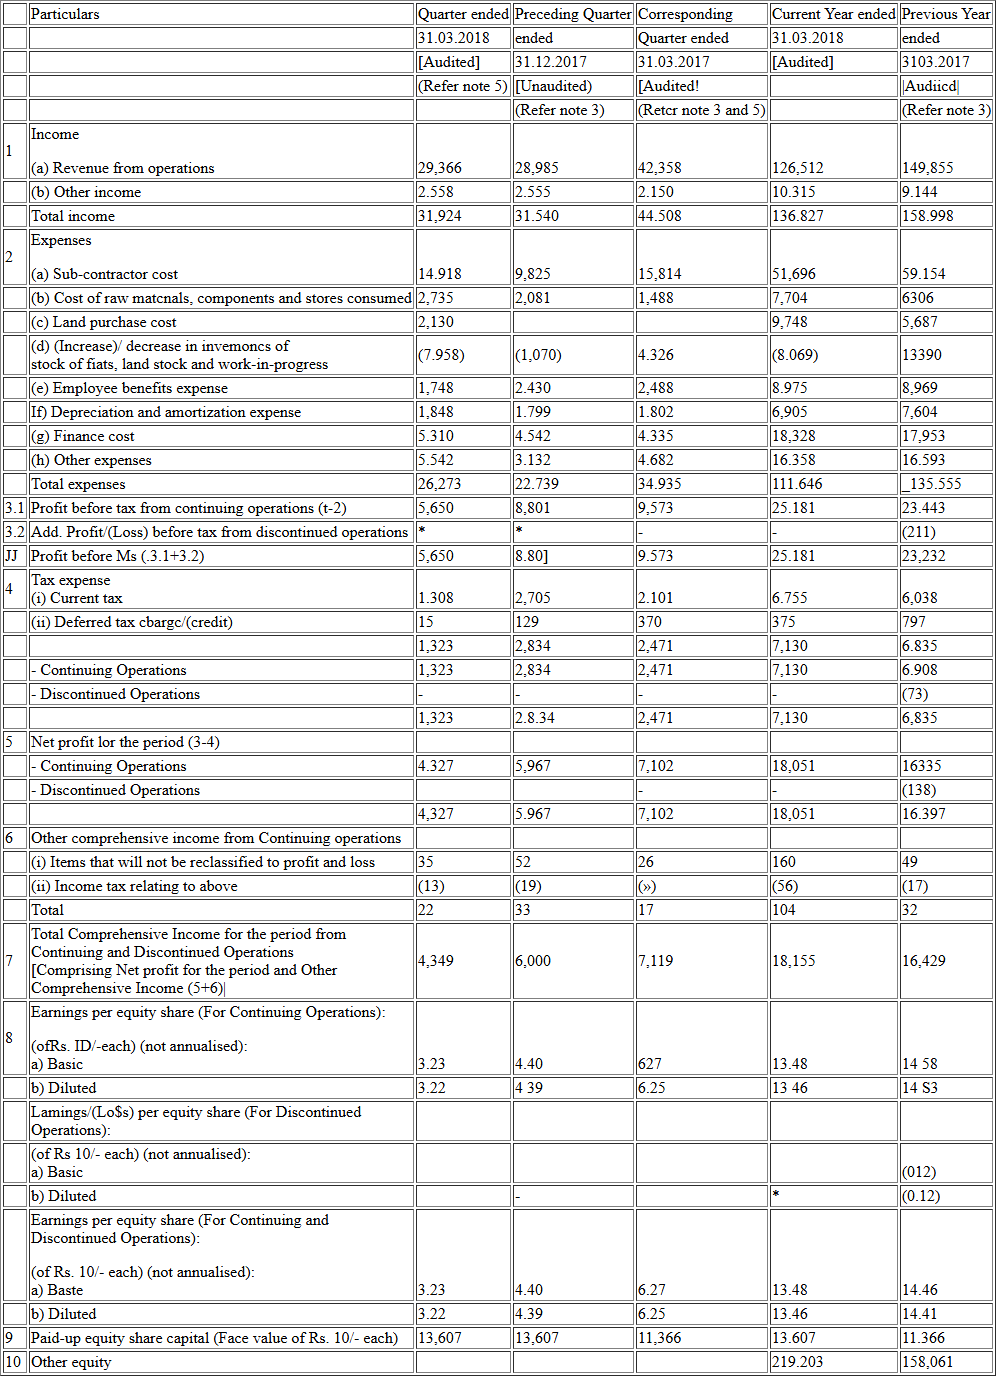 Particulars Quarter ended Preceding Quarter Corresponding Current Year ended Previous Year
31.03.2018 ended Quarter ended 31.03.2018 ended
[Audited] 31.12.2017 31.03.2017 [Audited] 3103.2017
(Refer note 5) [Unaudited) [Audited! |Audiicd|
(Refer note 3) (Retcr note 3 and 5) (Refer note 3)
1 Income
(a) Revenue from operations 29,366 28,985 42,358 126,512 149,855
(b) Other income 2.558 2.555 2.150 10.315 9.144
Total income 31,924 31.540 44.508 136.827 158.998
2 Expenses
(a) Sub-contractor cost 14.918 9,825 15,814 51,696 59.154
(b) Cost of raw matcnals, components and stores consumed 2,735 2,081 1,488 7,704 6306
(c) Land purchase cost 2,130 9,748 5,687
(d) (Increase)/ decrease in invemoncs of
stock of fiats, land stock and work-in-progress (7.958) (1,070) 4.326 (8.069) 13390
(e) Employee benefits expense 1,748 2.430 2,488 8.975 8,969
If) Depreciation and amortization expense 1,848 1.799 1.802 6,905 7,604
(g) Finance cost 5.310 4.542 4.335 18,328 17,953
(h) Other expenses 5.542 3.132 4.682 16.358 16.593
Total expenses 26,273 22.739 34.935 111.646 _135.555
3.1 Profit before tax from continuing operations (t-2) 5,650 8,801 9,573 25.181 23.443
3.2 Add. Profit/(Loss) before tax from discontinued operations * * - - (211)
JJ Profit before Ms (.3.1+3.2) 5,650 8.80] 9.573 25.181 23,232
4 Tax expense
(i) Current tax 1.308 2,705 2.101 6.755 6,038
(ii) Deferred tax cbargc/(credit) 15 129 370 375 797
1,323 2,834 2,471 7,130 6.835
- Continuing Operations 1,323 2,834 2,471 7,130 6.908
- Discontinued Operations - - - - (73)
1,323 2.8.34 2,471 7,130 6,835
5 Net profit lor the period (3-4)
- Continuing Operations 4.327 5,967 7,102 18,051 16335
- Discontinued Operations - - (138)
4,327 5.967 7,102 18,051 16.397
6 Other comprehensive income from Continuing operations
(i) Items that will not be reclassified to profit and loss 35 52 26 160 49
(ii) Income tax relating to above (13) (19) (») (56) (17)
Total 22 33 17 104 32
7 Total Comprehensive Income for the period from
Continuing and Discontinued Operations
[Comprising Net profit for the period and Other
Comprehensive Income (5+6)| 4,349 6,000 7,119 18,155 16,429
8 Earnings per equity share (For Continuing Operations):
(ofRs. ID/-each) (not annualised):
a) Basic 3.23 4.40 627 13.48 14 58
b) Diluted 3.22 4 39 6.25 13 46 14 S3
Lamings/(Lo$s) per equity share (For Discontinued
Operations):
(of Rs 10/- each) (not annualised):
a) Basic (012)
b) Diluted - * (0.12)
Earnings per equity share (For Continuing and
Discontinued Operations):
(of Rs. 10/- each) (not annualised):
a) Baste 3.23 4.40 6.27 13.48 14.46
b) Diluted 3.22 4.39 6.25 13.46 14.41
9 Paid-up equity share capital (Face value of Rs. 10/- each) 13,607 13,607 11,366 13.607 11.366
10 Other equity 219.203 158,061